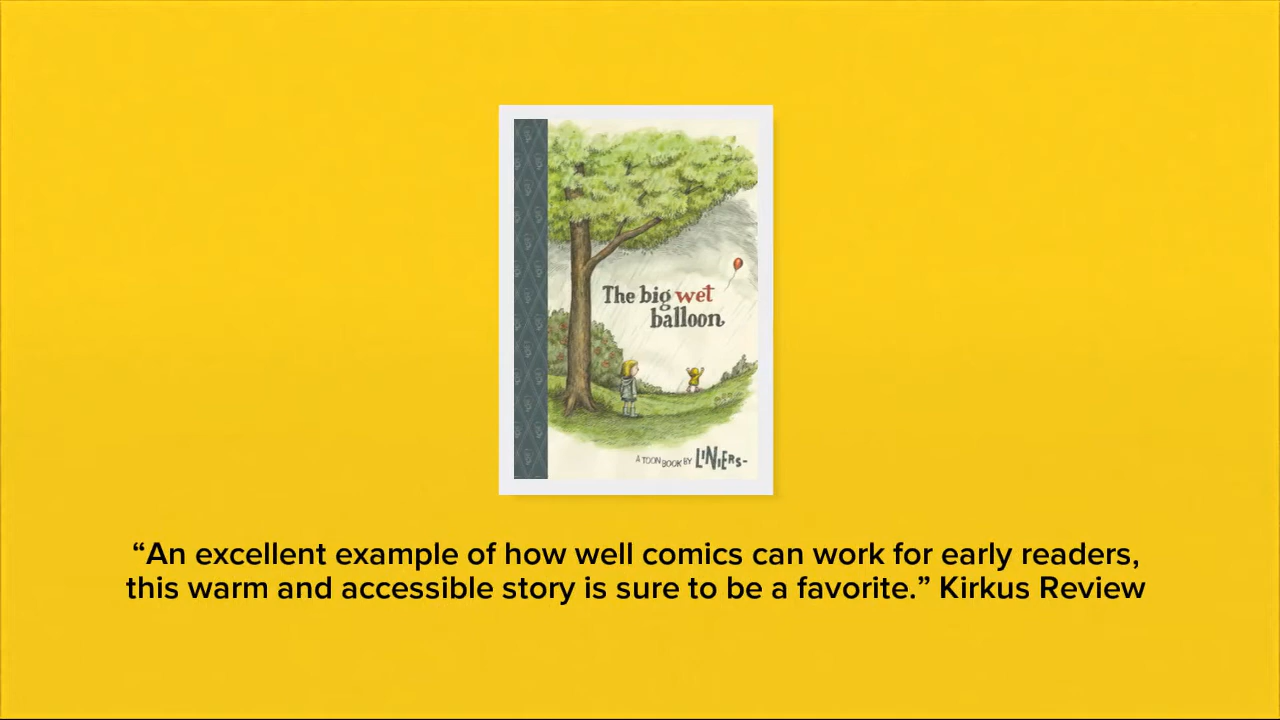 The big wet
balloon
A TOON BOOK BY LINIERS-
“An excellent example of how well comics can work for early readers,
this warm and accessible story is sure to be a favorite.” Kirkus Review